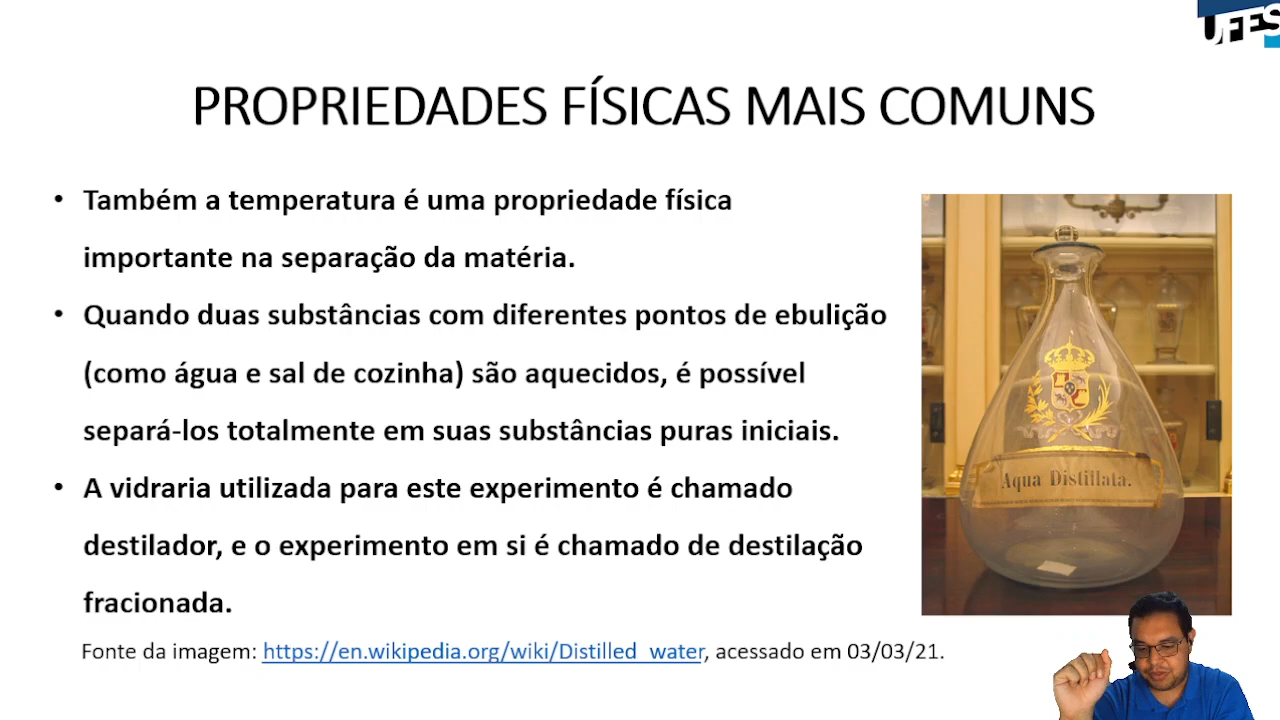 UFES
PROPRIEDADES FÍSICAS MAIS COMUNS
• Também a temperatura é uma propriedade física
importante na separação da matéria.
• Quando duas substâncias com diferentes pontos de ebulição
(como água e sal de cozinha) são aquecidos, é possível
separá-los totalmente em suas substâncias puras iniciais.
• A vidraria utilizada para este experimento é chamado
destilador, e o experimento em si é chamado de destilação
fracionada.
Aqua Distillata.
Fonte da imagem: https://en.wikipedia.org/wiki/Distilled_water, acessado em 03/03/21.